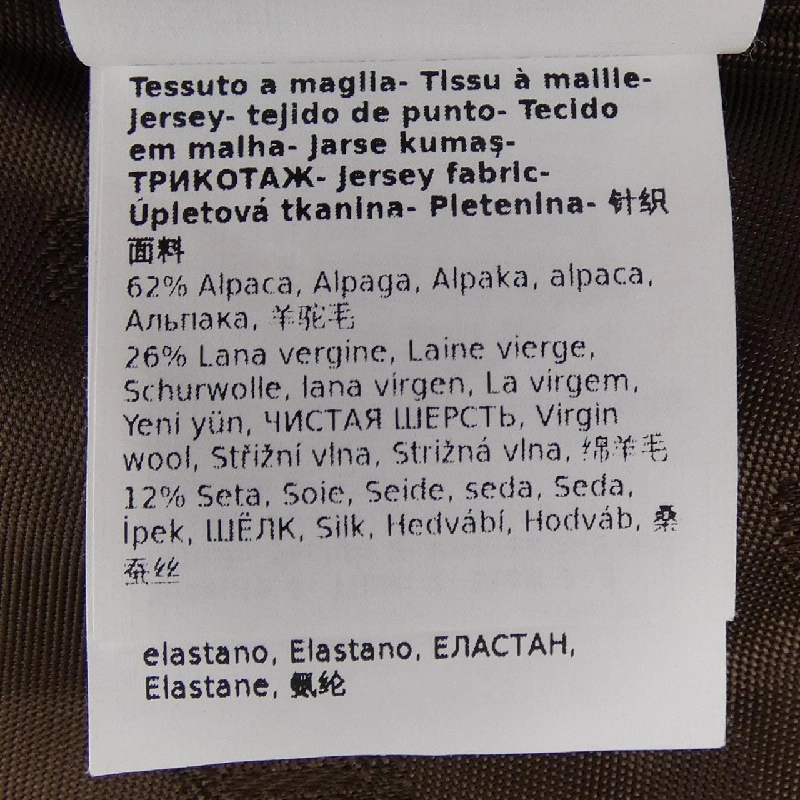 Tessuto a maglia- Tissu à maille-
Jersey- tejido de punto- Tecido
em malha- Jarse kumaş-
ТРИКОТАЖ- Jersey fabric-
Úpletová tkanina- Pletenina- 针织
面料
62% Alpaca, Alpaga, Alpaka, alpaca,
Альпака, 羊驼毛
26% Lana vergine, Laine vierge,
Schurwolle, lana virgen, La virgem,
Yeni yün, ЧИСТАЯ ШЕРСТЬ, Virgin
wool, Střižní vlna, Strižná vlna, 绵羊毛
12% Seta, Soie, Seide, seda, Seda,
İpek, ШЁЛК, Silk, Hedvábí, Hodváb, 桑
蚕丝
elastano, Elastano, ЕЛАСТАН,
Elastane, 氨纶